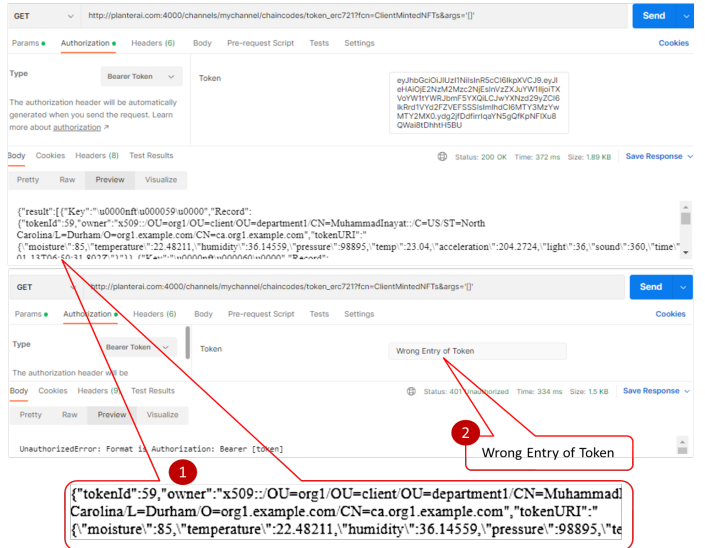 GET http://planterai.com:4000/channels/mychannel/chaincodes/token_erc721?fcn=ClientMintedNFTs&args='[]' Send
Params Authorization Headers (6) Body Pre-request Script Tests Settings Cookies
Type Bearer Token Token
The authorization header will be automatically
generated when you send the request. Learn
more about authorization ↗
Body Cookies Headers (8) Test Results Status: 200 OK Time: 372 ms Size: 1.89 KB Save Response
Pretty Raw Preview Visualize
{"result":[{"Key":"\u0000nft\u000059\u0000","Record":
{"tokenId":59,"owner":"x509::/OU=org1/OU=client/OU=department1/CN=MuhammadInayat::/C=US/ST=North
Carolina/L=Durham/O=org1.example.com/CN=ca.org1.example.com","tokenURI":"
{\"moisture\":85,\"temperature\":22.48211,\"humidity\":36.14559,\"pressure\":98895,\"temp\":23.04,\"acceleration\":204.2724,\"light\":36,\"sound\":360,\"time\"
GET http://planterai.com:4000/channels/mychannel/chaincodes/token_erc721?fcn=ClientMintedNFTs&args='[]' Send
Params Authorization Headers (6) Body Pre-request Script Tests Settings Cookies
Type Bearer Token Token Wrong Entry of Token
The authorization header will be
Body Cookies Headers (9) Test Results Status: 401 Unauthorized Time: 334 ms Size: 1.5 KB Save Response
Pretty Raw Preview Visualize
UnauthorizedError: Format is Authorization: Bearer [token]
2
Wrong Entry of Token
1
{"tokenId":59,"owner":"x509::/OU=org1/OU=client/OU=department1/CN=Muhammad
Carolina/L=Durham/O=org1.example.com/CN=ca.org1.example.com","tokenURI":"
{\"moisture\":85,\"temperature\":22.48211,\"humidity\":36.14559,\"pressure\":98895,\"te